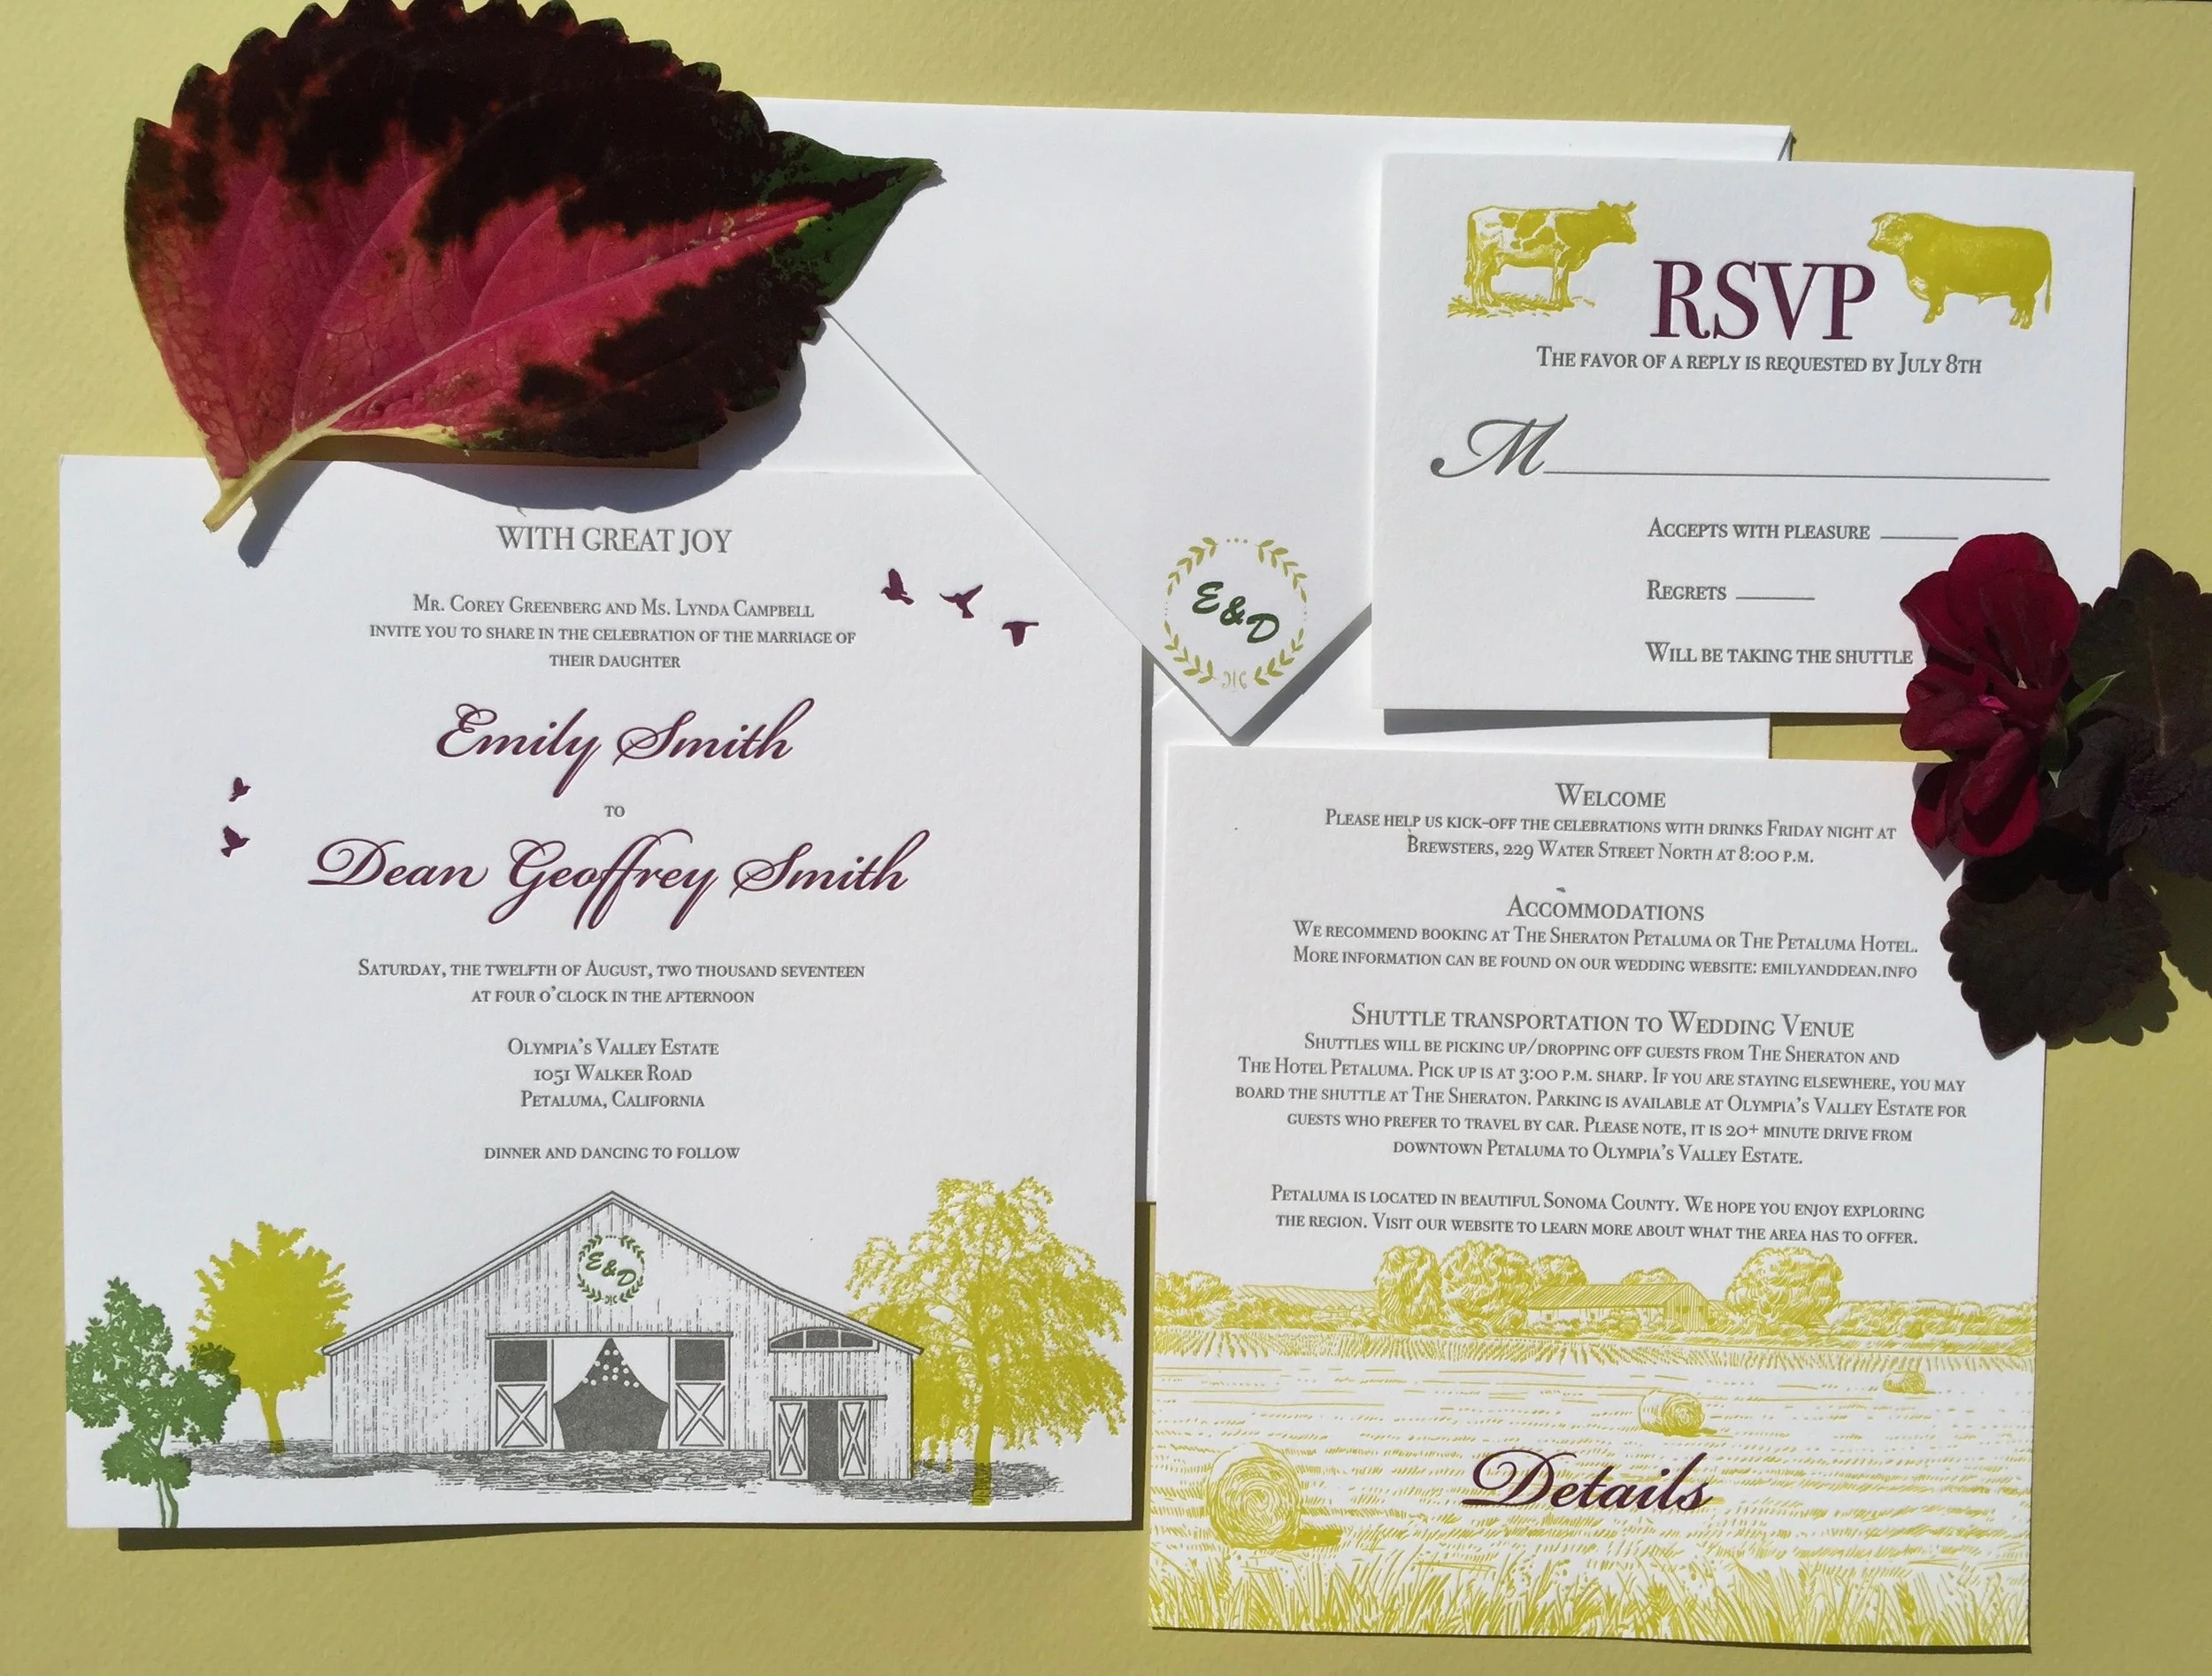 WITH GREAT JOY
MR. COREY GREENBERG AND MS. LYNDA CAMPBELL
INVITE YOU TO SHARE IN THE CELEBRATION OF THE MARRIAGE OF
THEIR DAUGHTER
Emily Smith
TO
Dean Geoffrey Smith
SATURDAY, THE TWELFTH OF AUGUST, TWO THOUSAND SEVENTEEN
AT FOUR O'CLOCK IN THE AFTERNOON
OLYMPIA'S VALLEY ESTATE
1051 WALKER ROAD
PETALUMA, CALIFORNIA
DINNER AND DANCING TO FOLLOW
E&D
E&D
RSVP
THE FAVOR OF A REPLY IS REQUESTED BY JULY 8TH
M
ACCEPTS WITH PLEASURE
REGRETS
WILL BE TAKING THE SHUTTLE
WELCOME
PLEASE HELP US KICK-OFF THE CELEBRATIONS WITH DRINKS FRIDAY NIGHT AT
BREWSTERS, 229 WATER STREET NORTH AT 8:00 P.M.
ACCOMMODATIONS
WE RECOMMEND BOOKING AT THE SHERATON PETALUMA OR THE PETALUMA HOTEL.
MORE INFORMATION CAN BE FOUND ON OUR WEDDING WEBSITE: EMILYANDDEAN.INFO
SHUTTLE TRANSPORTATION TO WEDDING VENUE
SHUTTLES WILL BE PICKING UP/DROPPING OFF GUESTS FROM THE SHERATON AND
THE HOTEL PETALUMA. PICK UP IS AT 3:00 P.M. SHARP. IF YOU ARE STAYING ELSEWHERE, YOU MAY
BOARD THE SHUTTLE AT THE SHERATON. PARKING IS AVAILABLE AT OLYMPIA'S VALLEY ESTATE FOR
GUESTS WHO PREFER TO TRAVEL BY CAR. PLEASE NOTE, IT IS 20+ MINUTE DRIVE FROM
DOWNTOWN PETALUMA TO OLYMPIA'S VALLEY ESTATE.
PETALUMA IS LOCATED IN BEAUTIFUL SONOMA COUNTY. WE HOPE YOU ENJOY EXPLORING
THE REGION. VISIT OUR WEBSITE TO LEARN MORE ABOUT WHAT THE AREA HAS TO OFFER.
Details